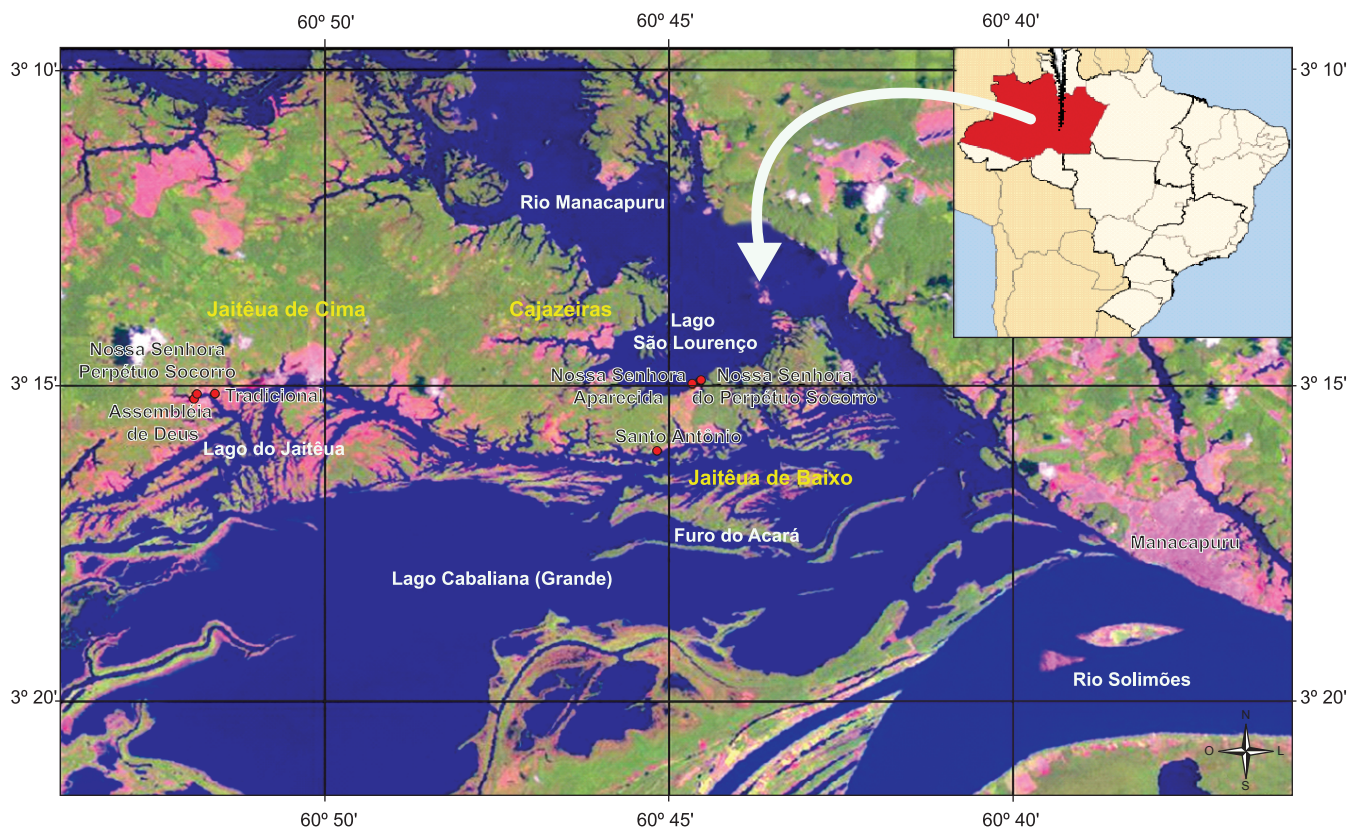 60º 50'
60º 45'
60º 40'
3º 10'
3º 10'
Rio Manacapuru
Jaitêua de Cima
Cajazeiras
Lago
São Lourenço
Nossa Senhora
Perpétuo Socorro
Nossa Senhora
Aparecida
Nossa Senhora
do Perpétuo Socorro
3º 15'
3º 15'
Tradicional
Assembléia
de Deus
Santo Antônio
Lago do Jaitêua
Jaitêua de Baixo
Furo do Acará
Manacapuru
Lago Cabaliana (Grande)
Rio Solimões
3º 20'
3º 20'
N
O
L
S
60º 50'
60º 45'
60º 40'